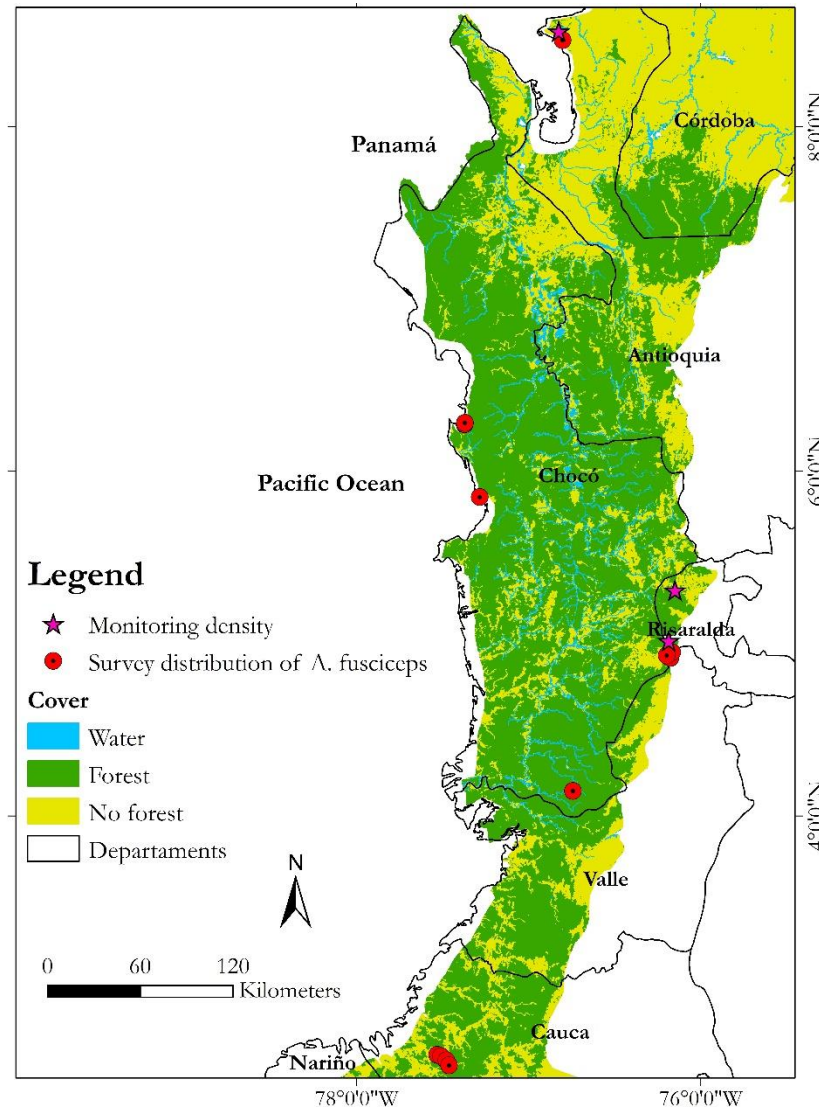 Panamá
Córdoba
8°0'0"N
Antioquia
Pacific Ocean
Chocó
6°0'0"N
Legend
Monitoring density
Survey distribution of A. fusciceps
Risaralda
Cover
Water
Forest
No forest
Departaments
4°0'0"N
N
Valle
0 60 120
Kilometers
Cauca
Nariño
78°0'0"W
76°0'0"W